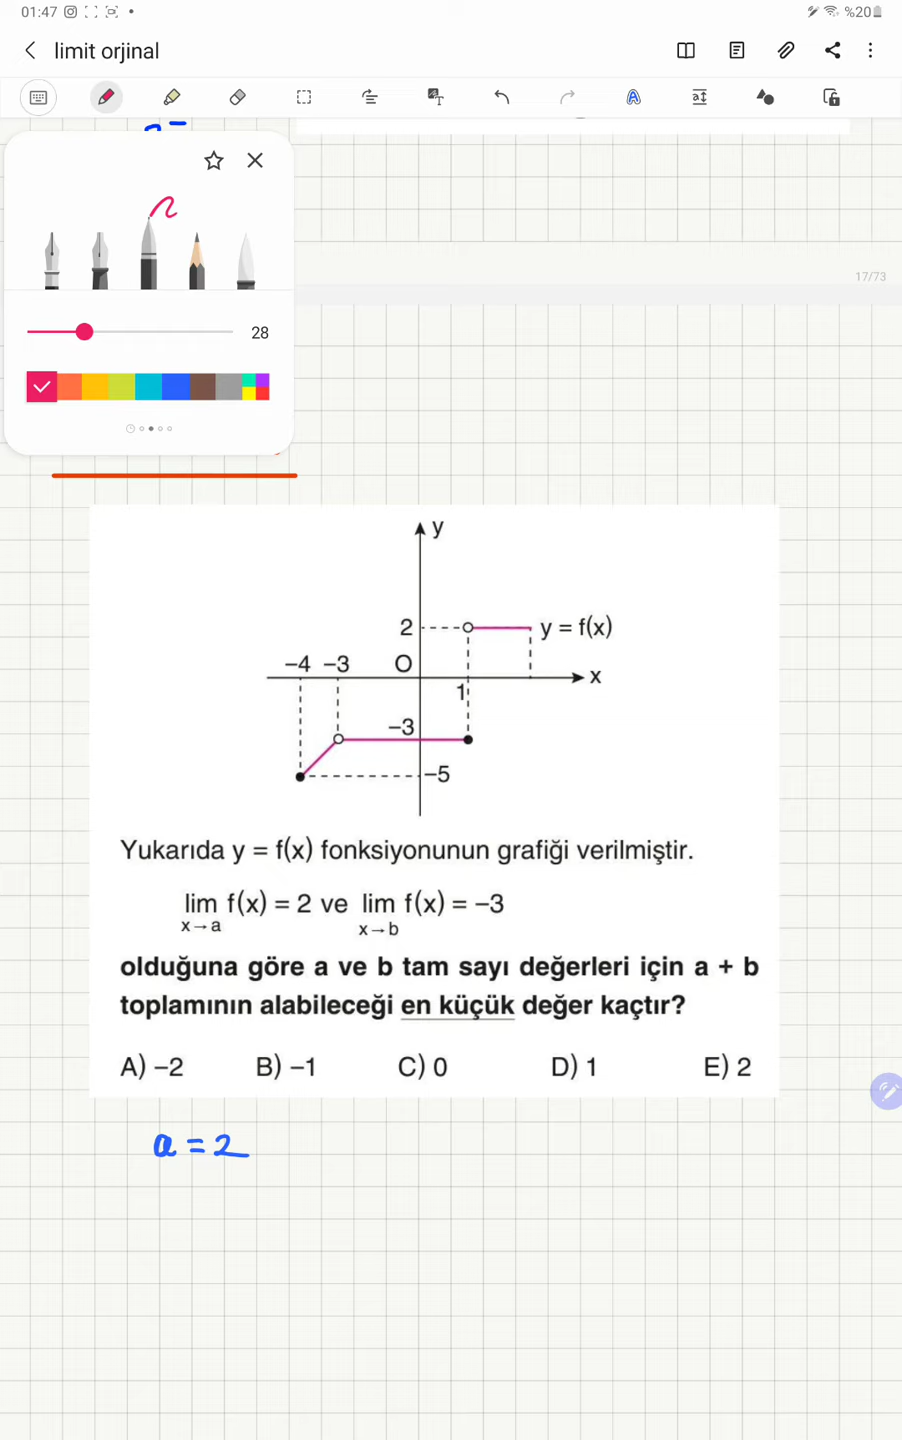 01:47
%20
limit orjinal
17/73
28
y
2
y = f(x)
–4 –3 O
x
1
–3
–5
Yukarıda y = f(x) fonksiyonunun grafiği verilmiştir.
lim f(x) = 2 ve lim f(x) = –3
x→a x→b
olduğuna göre a ve b tam sayı değerleri için a + b
toplamının alabileceği en küçük değer kaçtır?
A) –2 B) –1 C) 0 D) 1 E) 2
a = 2